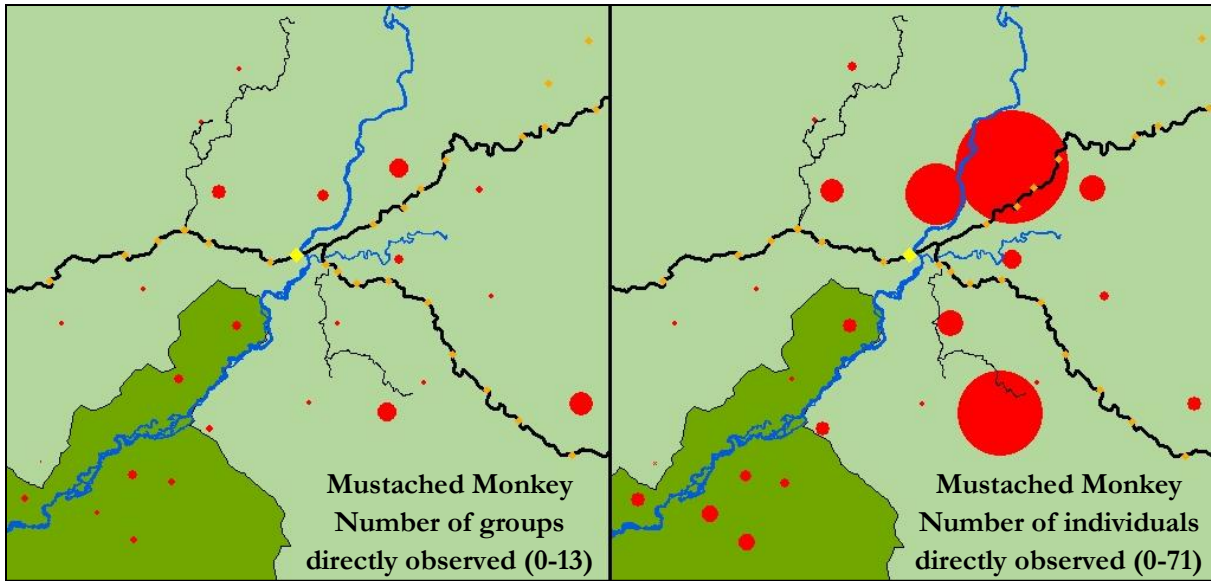 Mustached Monkey
Number of groups
directly observed (0-13)
Mustached Monkey
Number of individuals
directly observed (0-71)